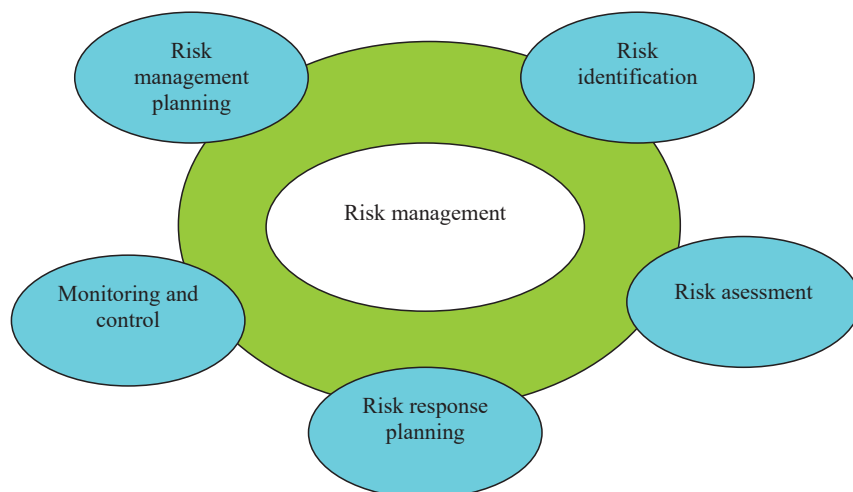 Risk
management
planning
Risk
identification
Risk management
Monitoring and
control
Risk asessment
Risk response
planning